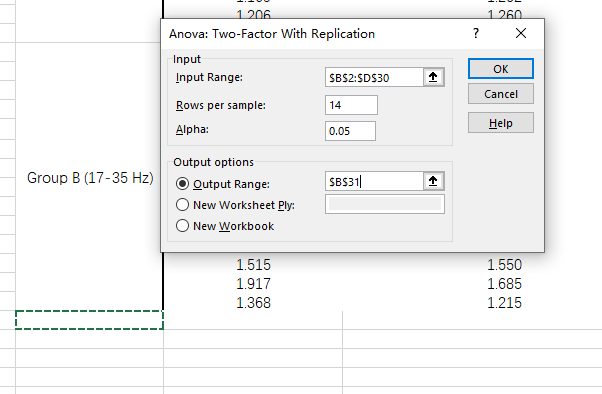 1.206 1.260
Anova: Two-Factor With Replication ? ×
Input
Input Range: $B$2:$D$30
OK
Rows per sample: 14
Cancel
Alpha: 0.05
Help
Output options
Output Range: $B$31
New Worksheet Ply:
New Workbook
Group B (17-35 Hz)
1.515 1.550
1.917 1.685
1.368 1.215